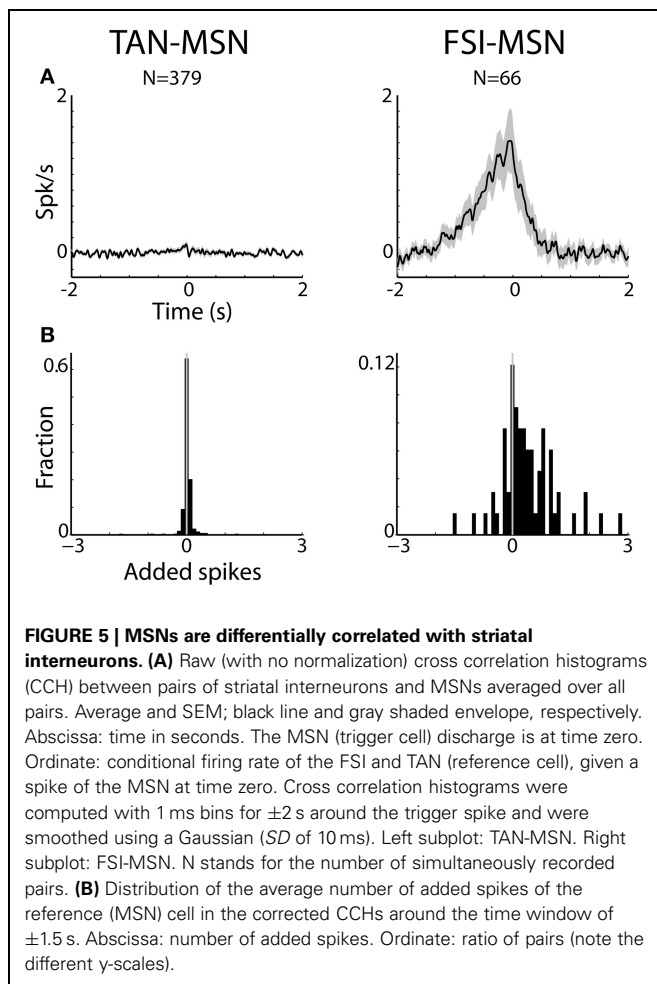 TAN-MSN
FSI-MSN
A
N=379
N=66
2
0
Spk/s
-2
0
2
Time (s)
2
0
-2
0
2
B
0.6
0
Fraction
−3
0
3
Added spikes
0.12
0
−3
0
3
FIGURE 5 | MSNs are differentially correlated with striatal
interneurons. (A) Raw (with no normalization) cross correlation histograms
(CCH) between pairs of striatal interneurons and MSNs averaged over all
pairs. Average and SEM; black line and gray shaded envelope, respectively.
Abscissa: time in seconds. The MSN (trigger cell) discharge is at time zero.
Ordinate: conditional firing rate of the FSI and TAN (reference cell), given a
spike of the MSN at time zero. Cross correlation histograms were
computed with 1 ms bins for ±2 s around the trigger spike and were
smoothed using a Gaussian (SD of 10 ms). Left subplot: TAN-MSN. Right
subplot: FSI-MSN. N stands for the number of simultaneously recorded
pairs. (B) Distribution of the average number of added spikes of the
reference (MSN) cell in the corrected CCHs around the time window of
±1.5 s. Abscissa: number of added spikes. Ordinate: ratio of pairs (note the
different y-scales).